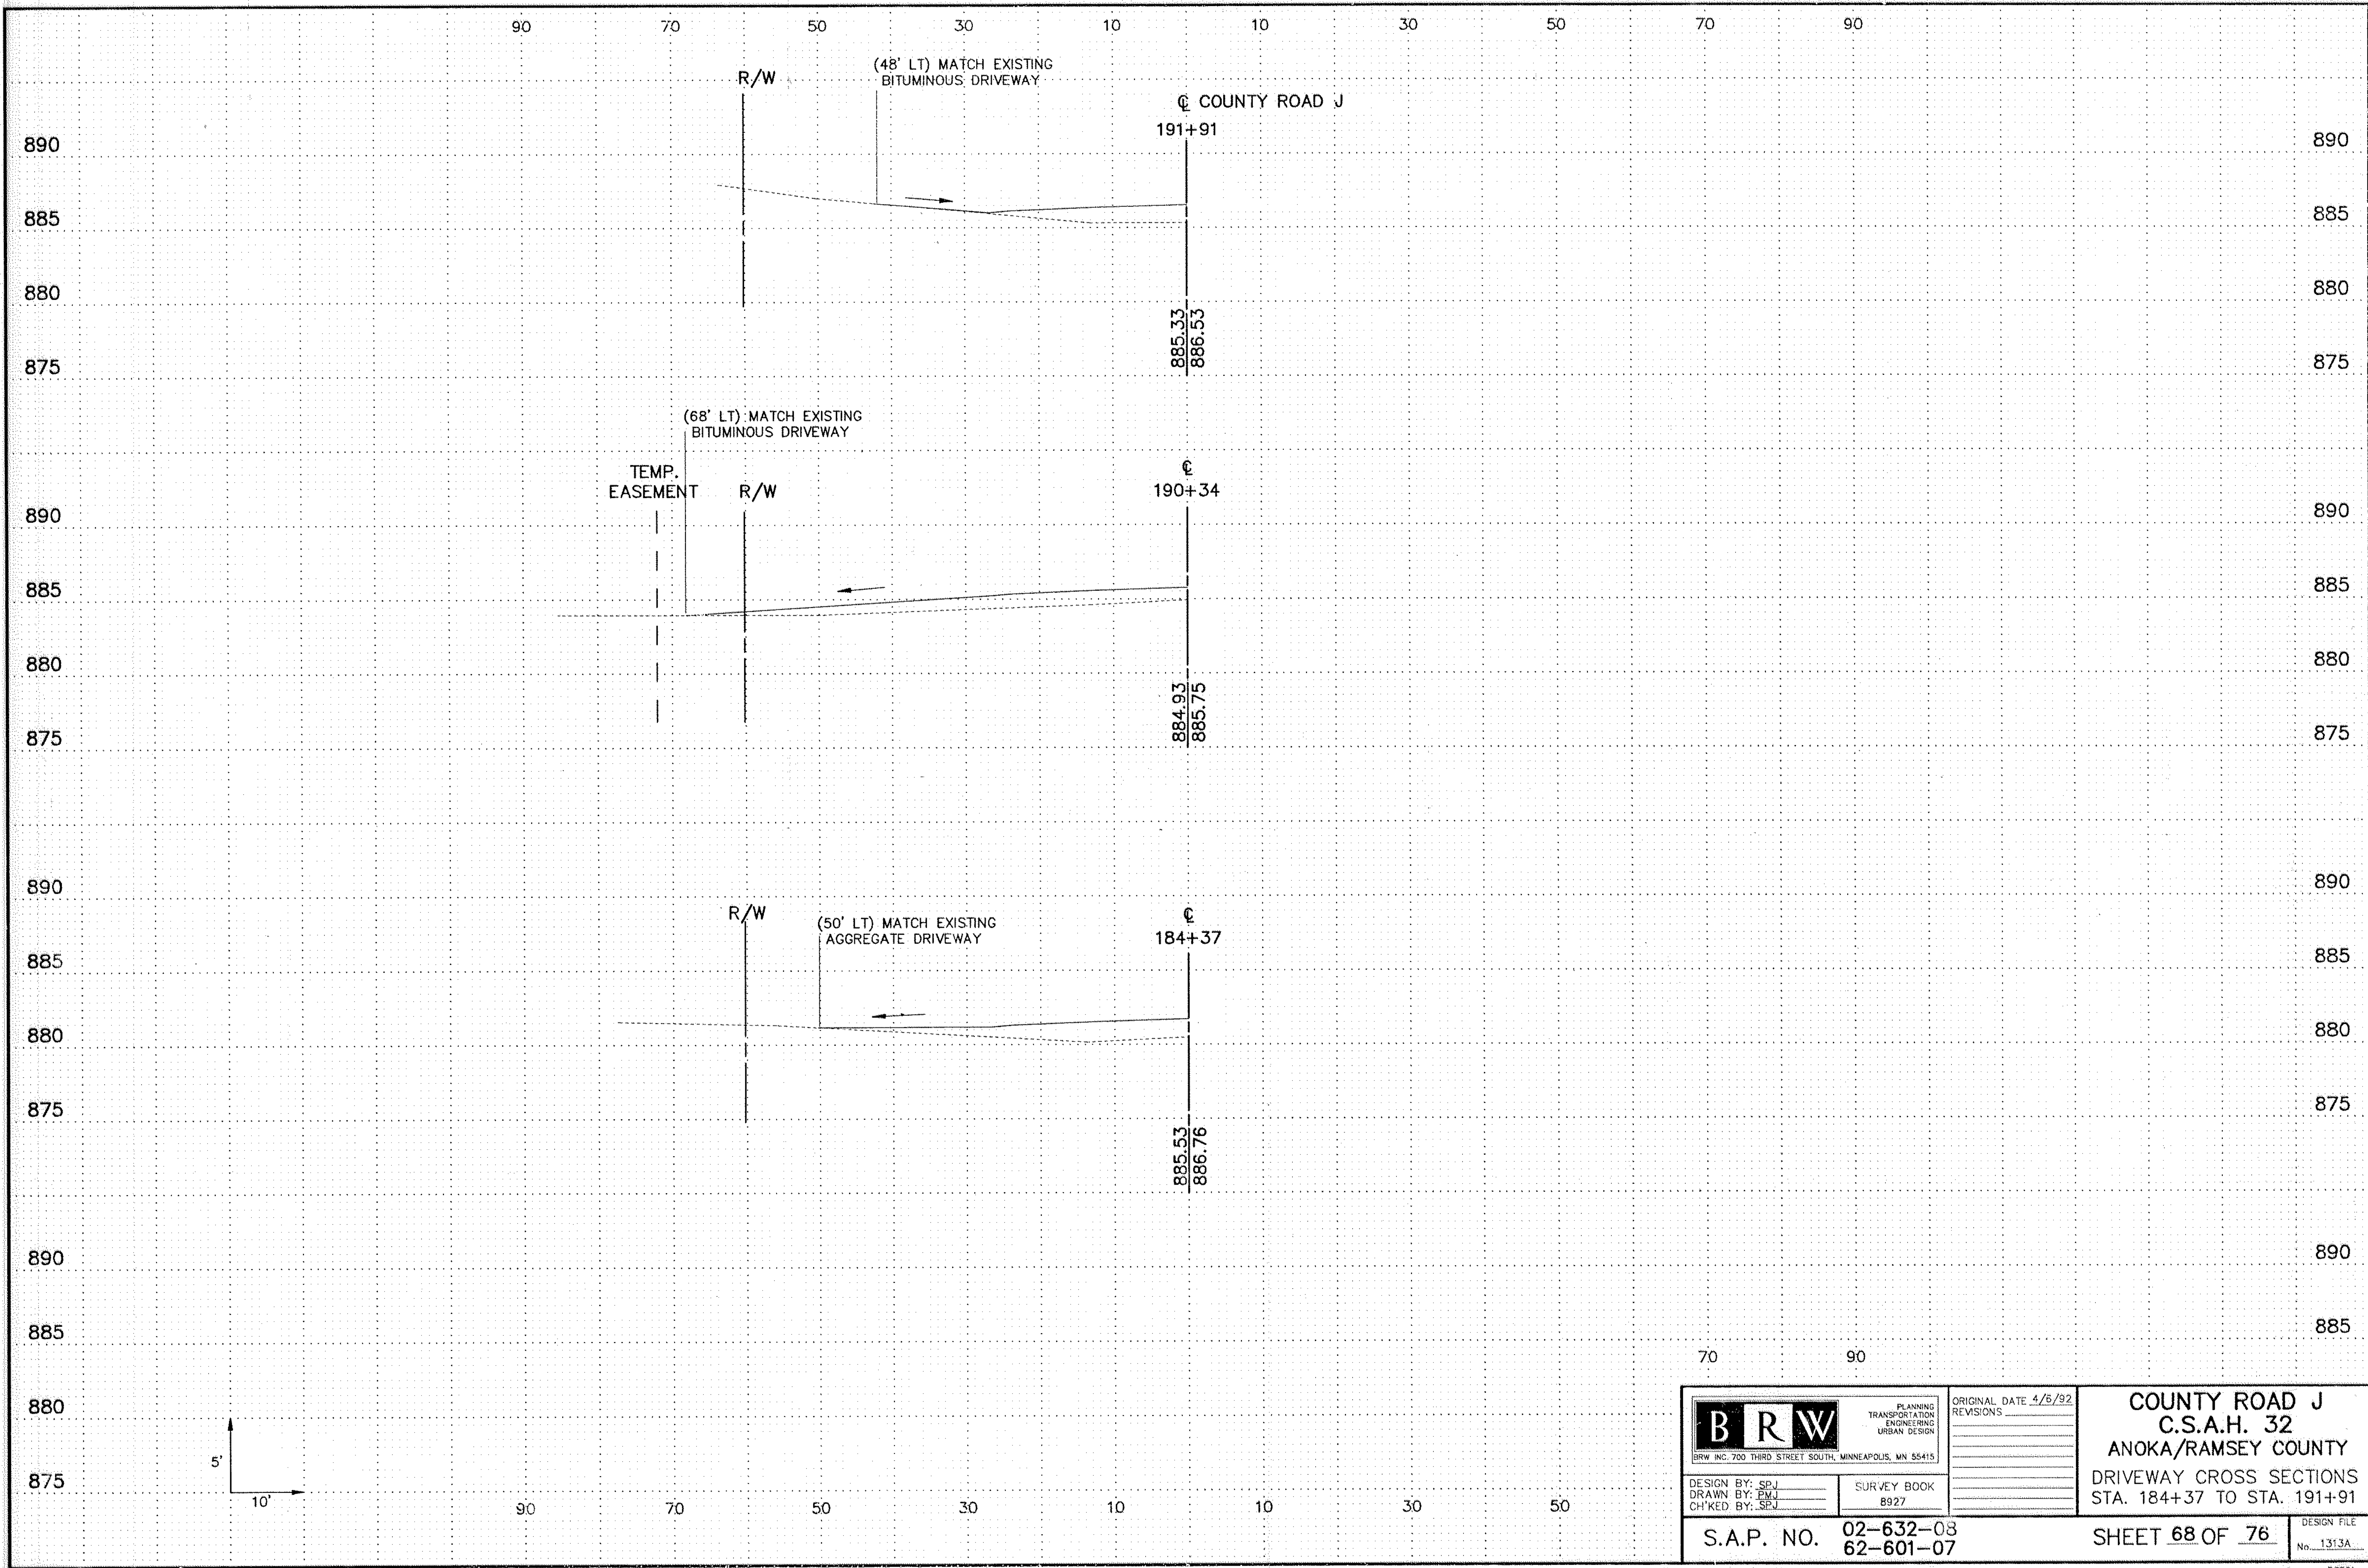 90 70 50 30 10 10 30 50 70 90
R/W
(48' LT) MATCH EXISTING
BITUMINOUS DRIVEWAY
℄ COUNTY ROAD J
191+91
890 890
885 885
880 880
885.33 886.53
875 875
(68' LT) MATCH EXISTING
BITUMINOUS DRIVEWAY
TEMP.
EASEMENT R/W
℄
190+34
890 890
885 885
880 880
884.93 885.75
875 875
890 890
R/W
(50' LT) MATCH EXISTING
AGGREGATE DRIVEWAY
℄
184+37
885 885
880 880
875 875
885.53 886.76
890 890
885 885
70 90
880
5'
875
10'
90 70 50 30 10 10 30 50
B R W
PLANNING
TRANSPORTATION
ENGINEERING
URBAN DESIGN
BRW INC. 700 THIRD STREET SOUTH, MINNEAPOLIS, MN 55415
ORIGINAL DATE 4/6/92
REVISIONS
DESIGN BY: SPJ
DRAWN BY: PMJ
CH'KED BY: SPJ
SURVEY BOOK
8927
COUNTY ROAD J
C.S.A.H. 32
ANOKA/RAMSEY COUNTY
DRIVEWAY CROSS SECTIONS
STA. 184+37 TO STA. 191+91
S.A.P. NO. 02-632-08
62-601-07
SHEET 68 OF 76
DESIGN FILE
No. 1313A